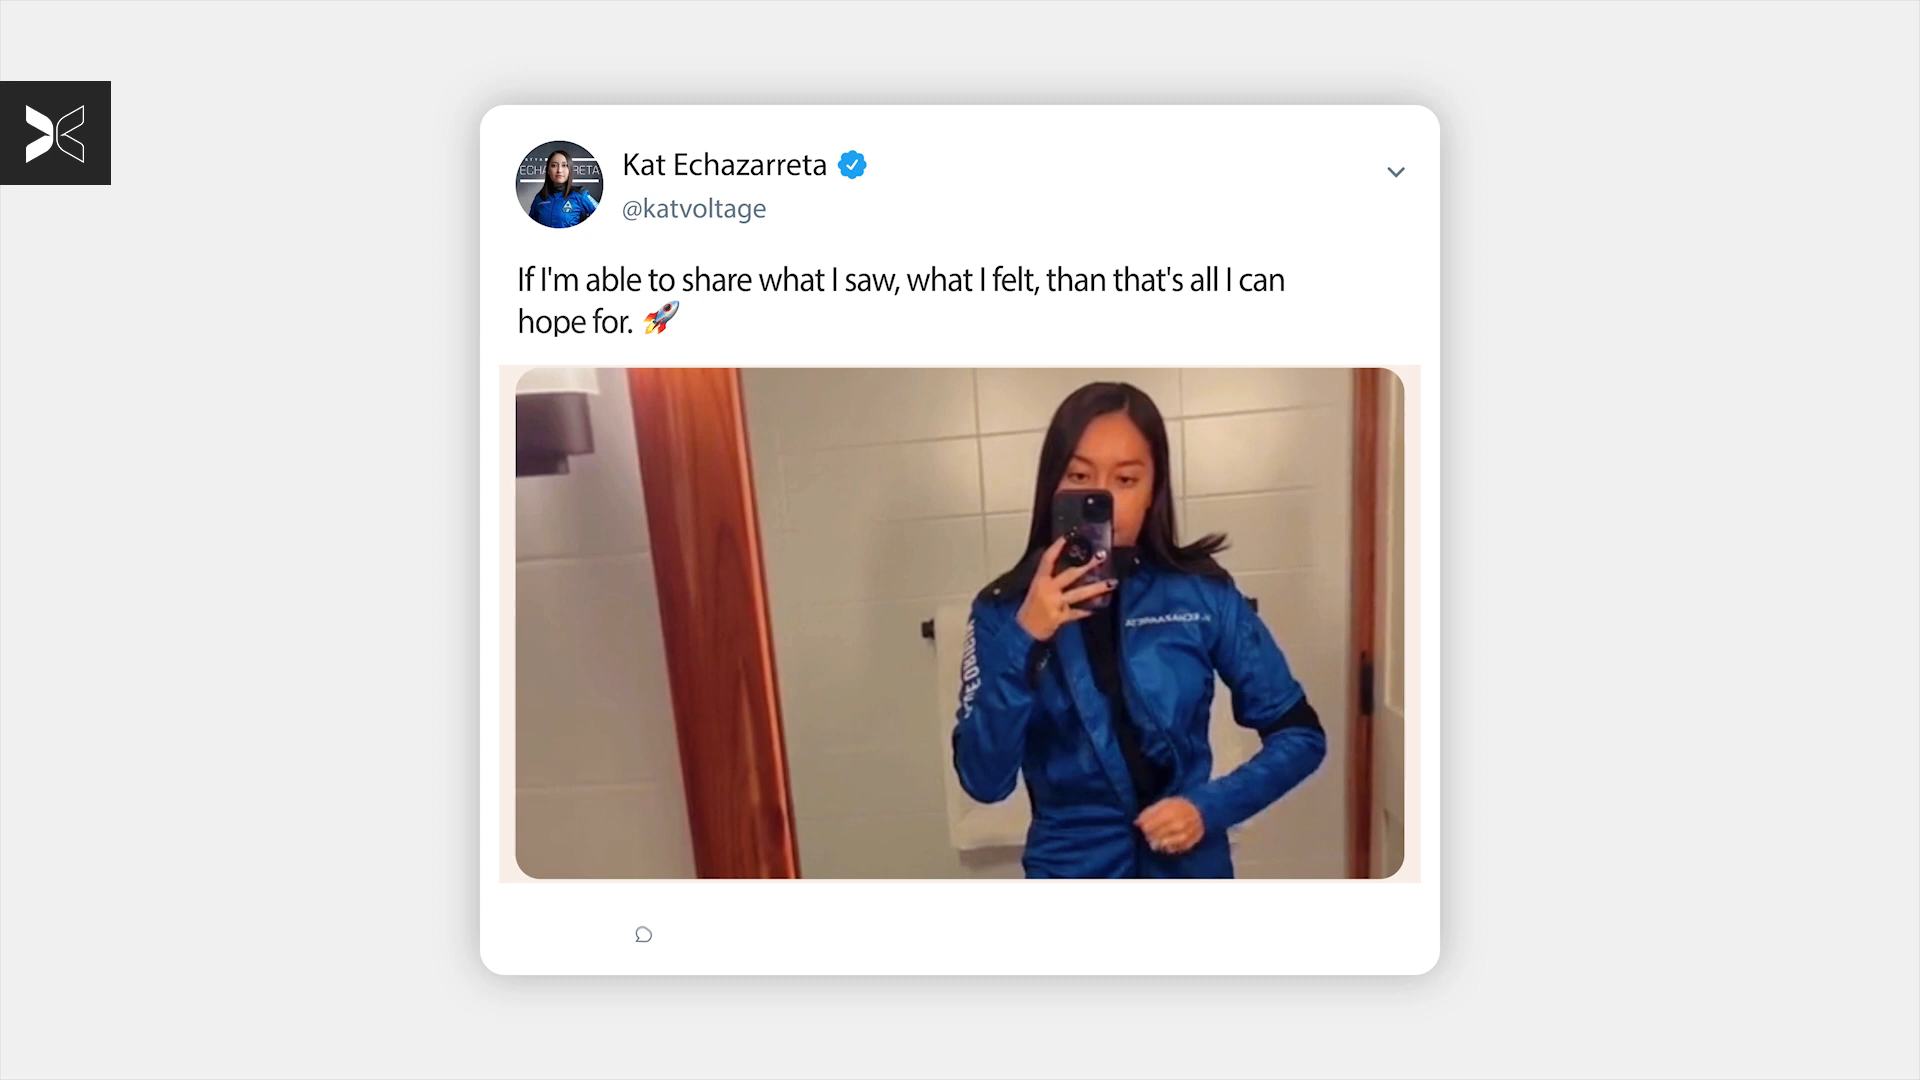 Kat Echazarreta
@katvoltage
If I'm able to share what I saw, what I felt, than that's all I can
hope for. 🚀